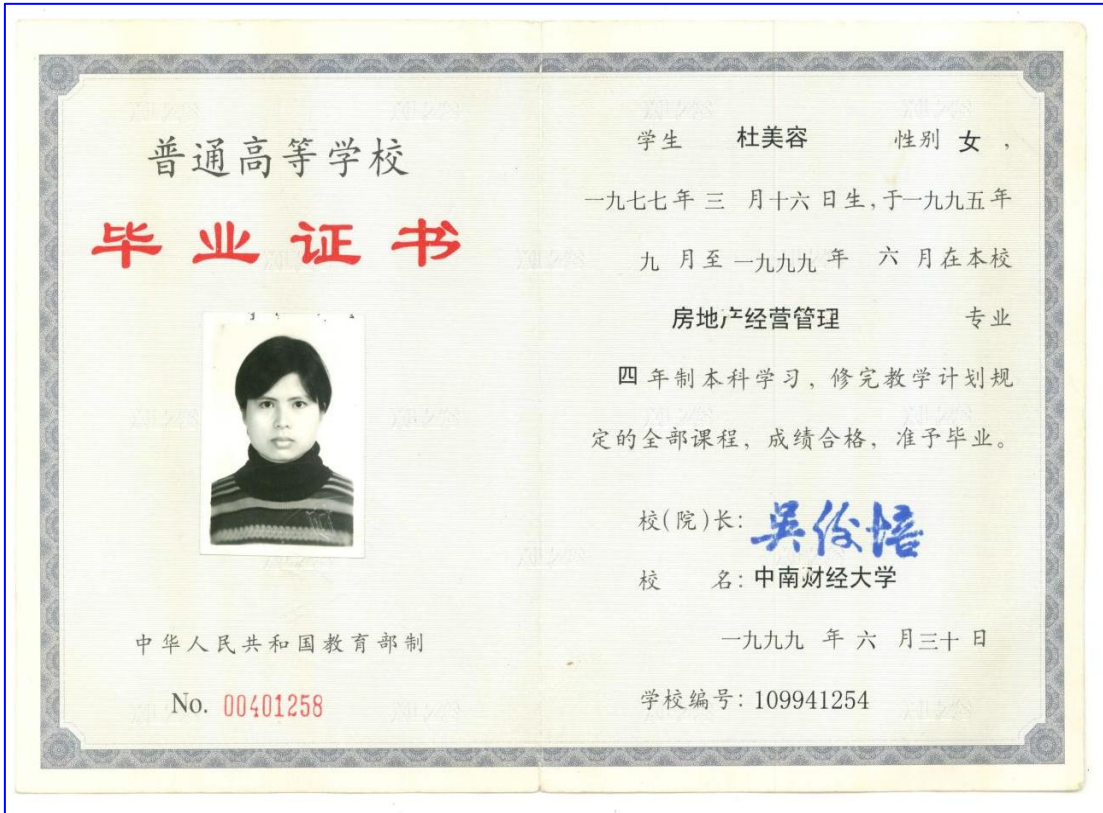 普通高等学校
毕业证书
中华人民共和国教育部制
No. 00401258
学生 杜美容 性别 女，
一九七七年 三 月十六 日生，于一九九五年
九 月至 一九九九 年 六 月在本校
房地产经营管理 专业
四 年制本科学习，修完教学计划规
定的全部课程，成绩合格，准予毕业。
校(院)长：吴俊培
校 名：中南财经大学
一九九九 年 六 月三十 日
学校编号：109941254